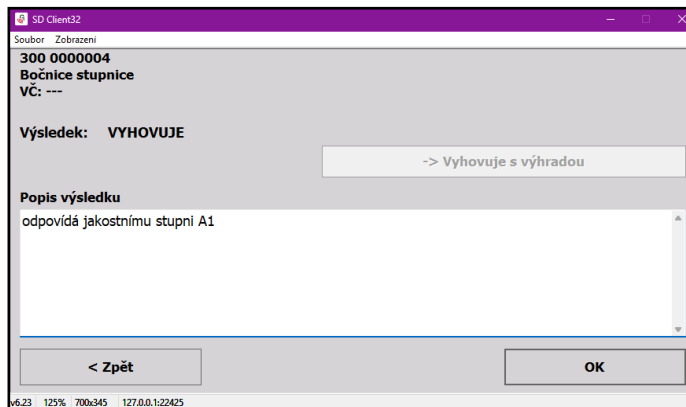 SD Client32
Soubor Zobrazení
300 0000004
Bočnice stupnice
VČ: ---
Výsledek: VYHOVUJE
-> Vyhovuje s výhradou
Popis výsledku
odpovídá jakostnímu stupni A1
< Zpět OK
v6.23 125% 700x345 127.0.0.1:22425